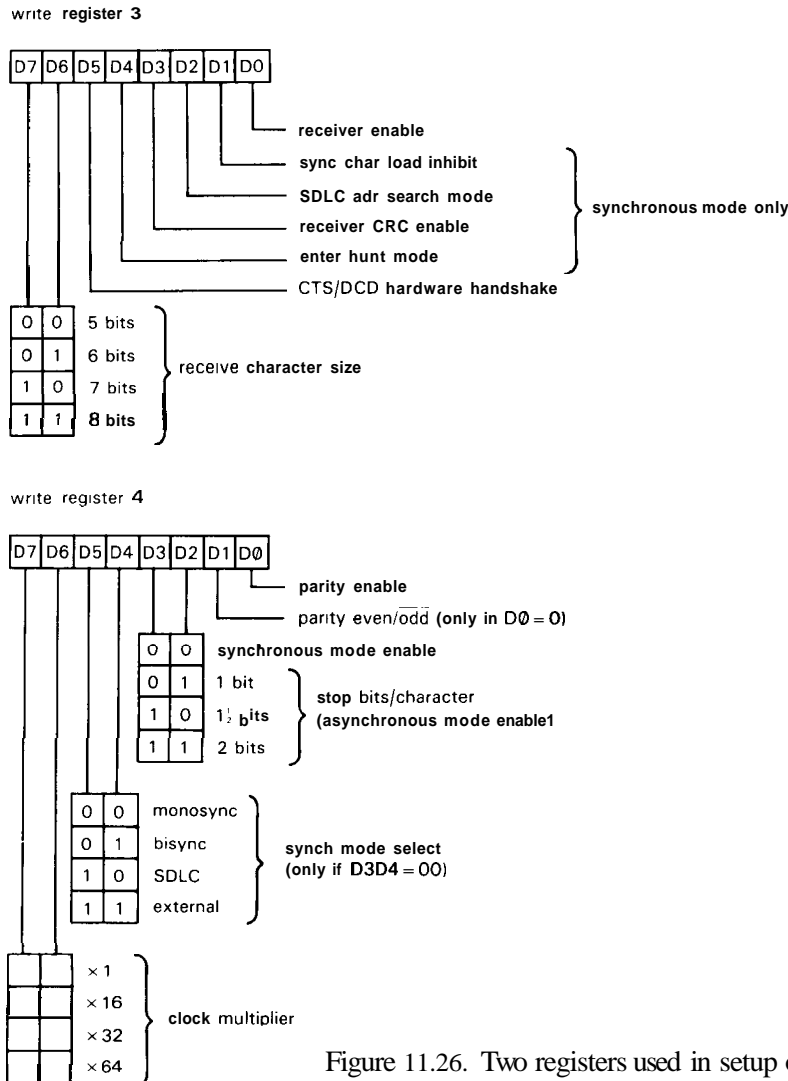 write register 3
D7 D6 D5 D4 D3 D2 D1 D0
receiver enable
sync char load inhibit
SDLC adr search mode
receiver CRC enable
enter hunt mode
synchronous mode only
CTS/DCD hardware handshake
0 0 5 bits
0 1 6 bits
1 0 7 bits
1 1 8 bits
receive character size
write register 4
D7 D6 D5 D4 D3 D2 D1 DØ
parity enable
parity even/o̅d̅d̅ (only in DØ = 0)
0 0 synchronous mode enable
0 1 1 bit
1 0 1½ bits
1 1 2 bits
stop bits/character
(asynchronous mode enable1
0 0 monosync
0 1 bisync
1 0 SDLC
1 1 external
synch mode select
(only if D3D4 = 00)
×1
×16
×32
×64
clock multiplier
Figure 11.26. Two registers used in setup